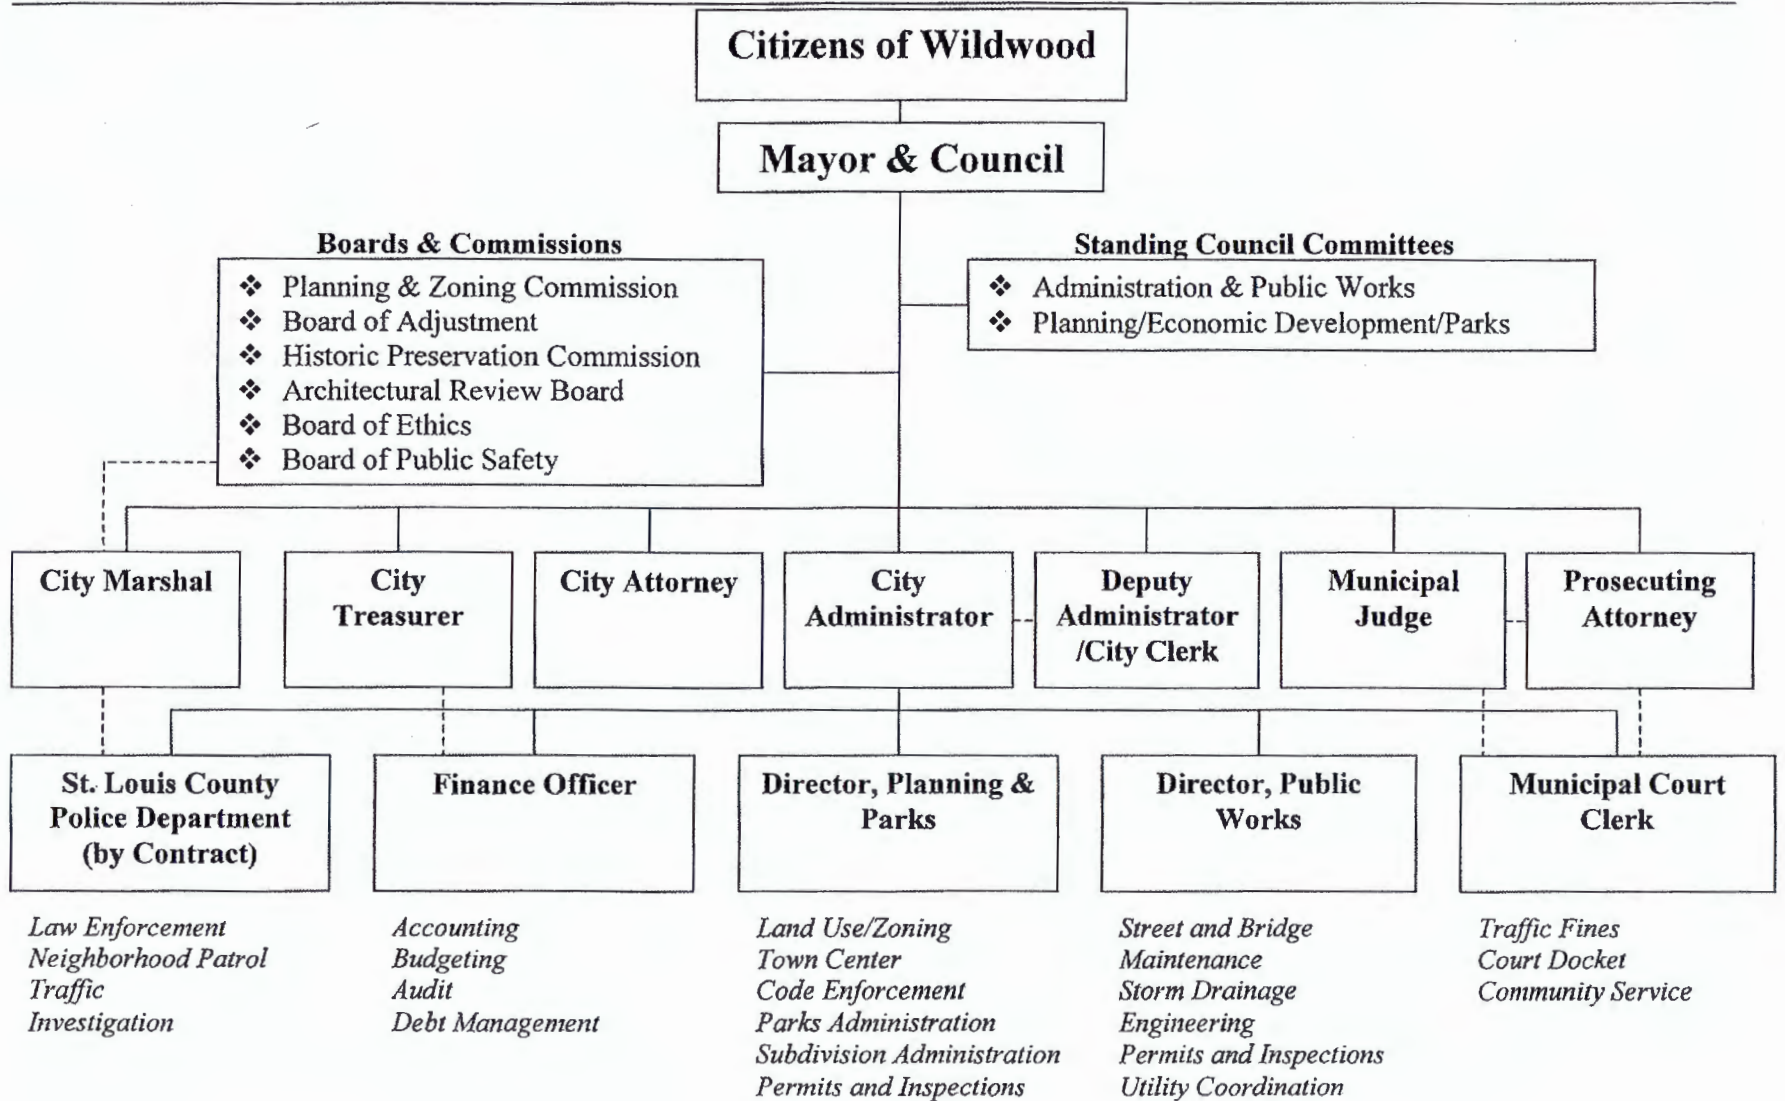 Citizens of Wildwood
Mayor & Council
Boards & Commissions
❖ Planning & Zoning Commission
❖ Board of Adjustment
❖ Historic Preservation Commission
❖ Architectural Review Board
❖ Board of Ethics
❖ Board of Public Safety
Standing Council Committees
❖ Administration & Public Works
❖ Planning/Economic Development/Parks
City Marshal
City
Treasurer
City Attorney
City
Administrator
Deputy
Administrator
/City Clerk
Municipal
Judge
Prosecuting
Attorney
St. Louis County
Police Department
(by Contract)
Finance Officer
Director, Planning &
Parks
Director, Public
Works
Municipal Court
Clerk
Law Enforcement
Neighborhood Patrol
Traffic
Investigation
Accounting
Budgeting
Audit
Debt Management
Land Use/Zoning
Town Center
Code Enforcement
Parks Administration
Subdivision Administration
Permits and Inspections
Street and Bridge
Maintenance
Storm Drainage
Engineering
Permits and Inspections
Utility Coordination
Traffic Fines
Court Docket
Community Service